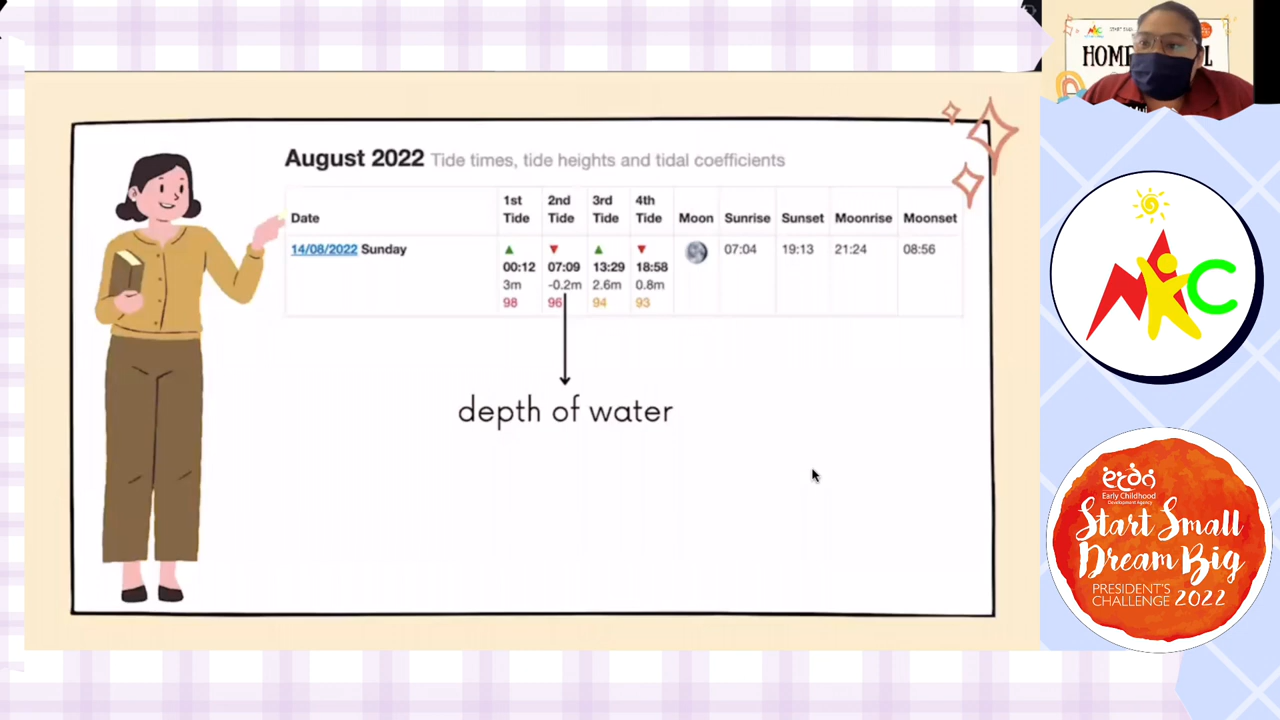 August 2022 Tide times, tide heights and tidal coefficients
Date 1st Tide 2nd Tide 3rd Tide 4th Tide Moon Sunrise Sunset Moonrise Moonset
14/08/2022 Sunday 00:12 07:09 13:29 18:58 07:04 19:13 21:24 08:56
3m -0.2m 2.6m 0.8m
98 96 94 93
depth of water
MKC
ecda
Early Childhood
Development Agency
Start Small
Dream Big
PRESIDENT'S
CHALLENGE 2022